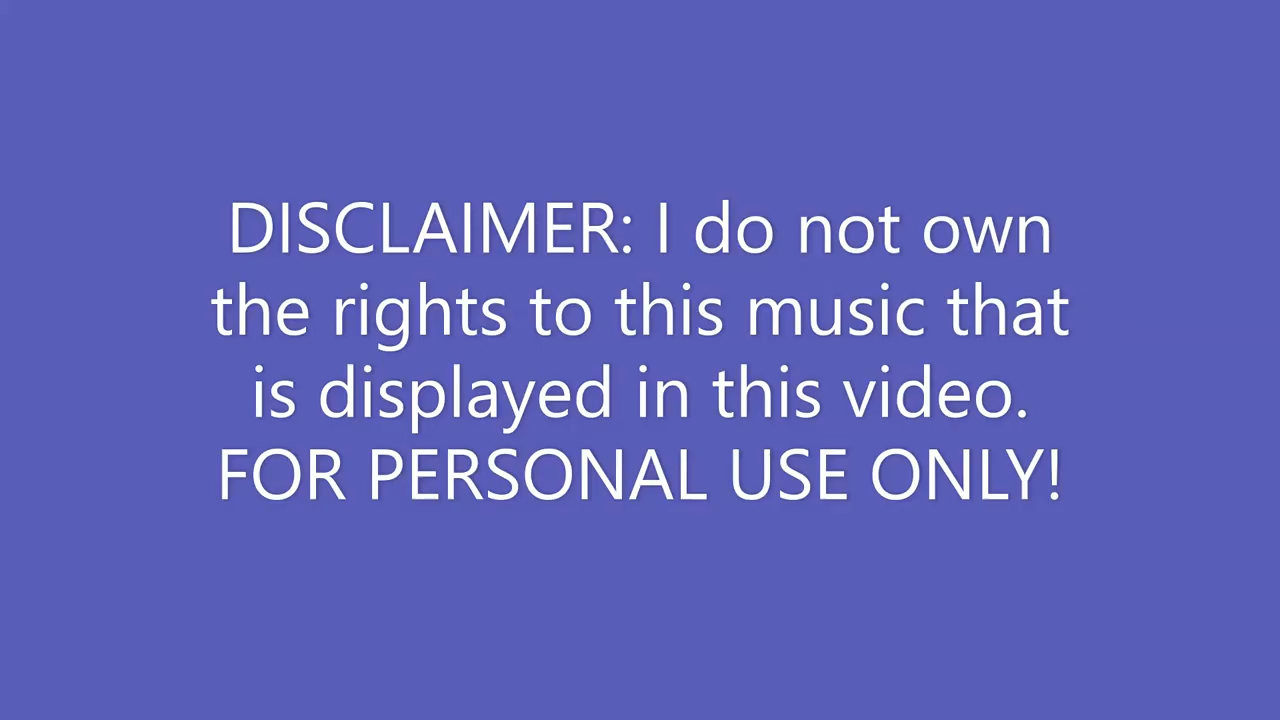 DISCLAIMER: I do not own
the rights to this music that
is displayed in this video.
FOR PERSONAL USE ONLY!